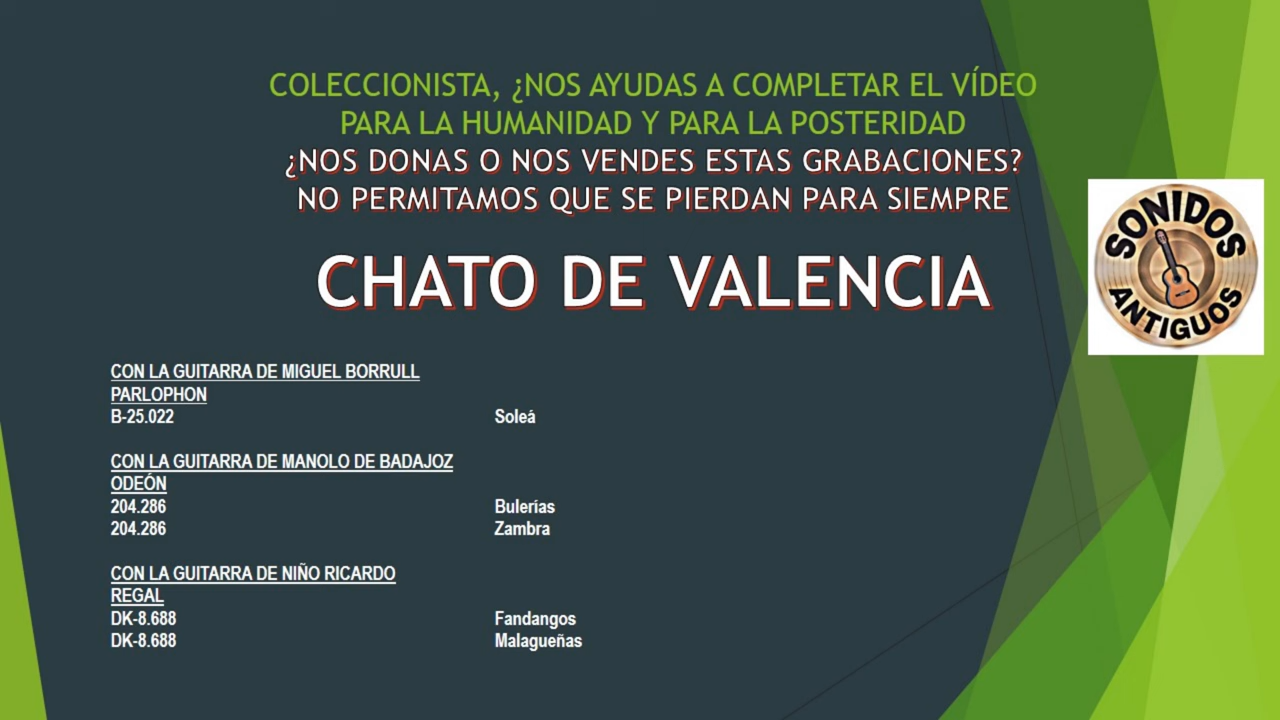 COLECCIONISTA, ¿NOS AYUDAS A COMPLETAR EL VÍDEO
PARA LA HUMANIDAD Y PARA LA POSTERIDAD
¿NOS DONAS O NOS VENDES ESTAS GRABACIONES?
NO PERMITAMOS QUE SE PIERDAN PARA SIEMPRE
CHATO DE VALENCIA
SONIDOS
ANTIGUOS
CON LA GUITARRA DE MIGUEL BORRULL
PARLOPHON
B-25.022 Soleá
CON LA GUITARRA DE MANOLO DE BADAJOZ
ODEÓN
204.286 Bulerías
204.286 Zambra
CON LA GUITARRA DE NIÑO RICARDO
REGAL
DK-8.688 Fandangos
DK-8.688 Malagueñas